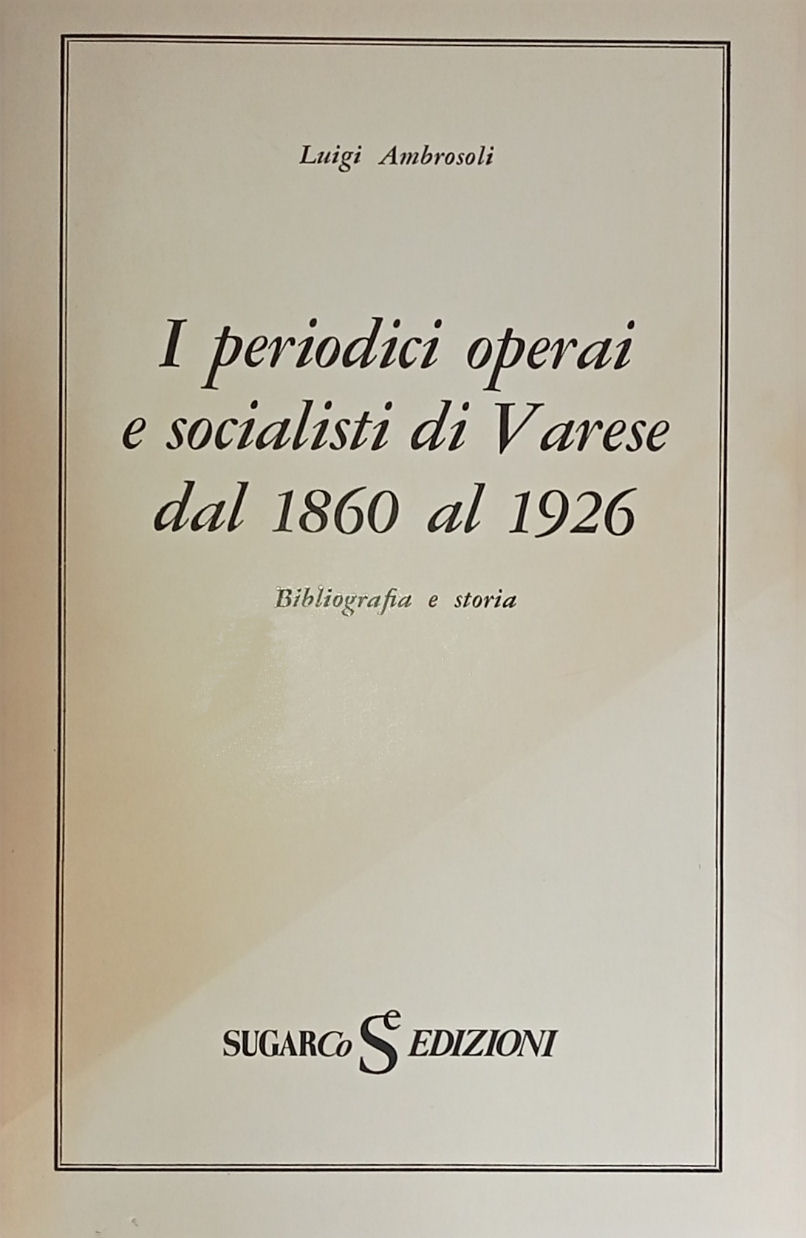 Luigi Ambrosoli
I periodici operai
e socialisti di Varese
dal 1860 al 1926
Bibliografia e storia
SUGARCo Se EDIZIONI